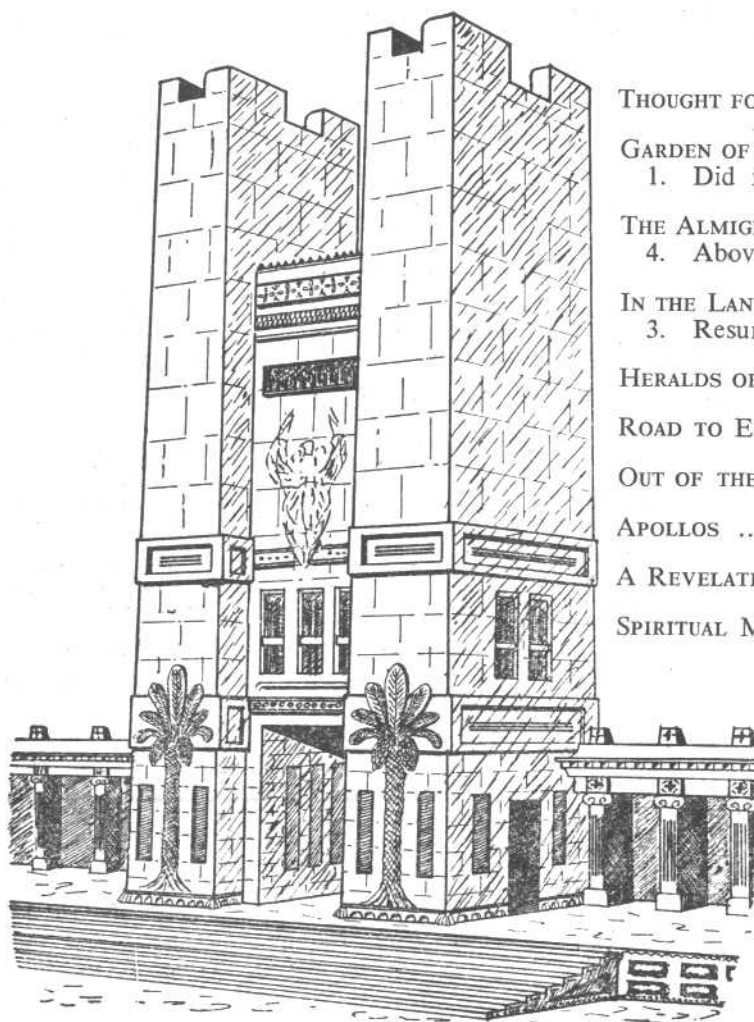 THOUGHT FO
GARDEN OF
1. Did
THE ALMIG
4. Abov
IN THE LAN
3. Resu
HERALDS O
ROAD TO E
OUT OF THE
APOLLOS ..
A REVELATI
SPIRITUAL M